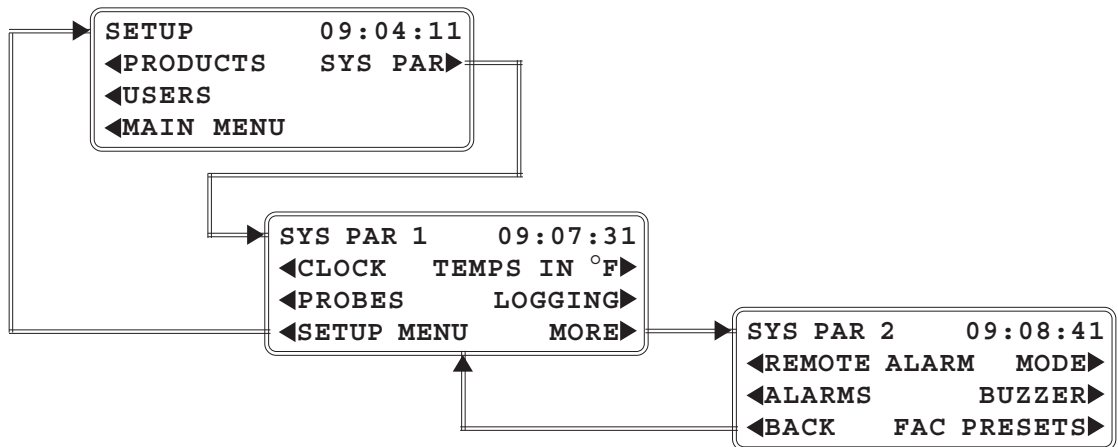 SETUP 09:04:11
◀PRODUCTS SYS PAR▶
◀USERS
◀MAIN MENU
SYS PAR 1 09:07:31
◀CLOCK TEMPS IN °F▶
◀PROBES LOGGING▶
◀SETUP MENU MORE▶
SYS PAR 2 09:08:41
◀REMOTE ALARM MODE▶
◀ALARMS BUZZER▶
◀BACK FAC PRESETS▶